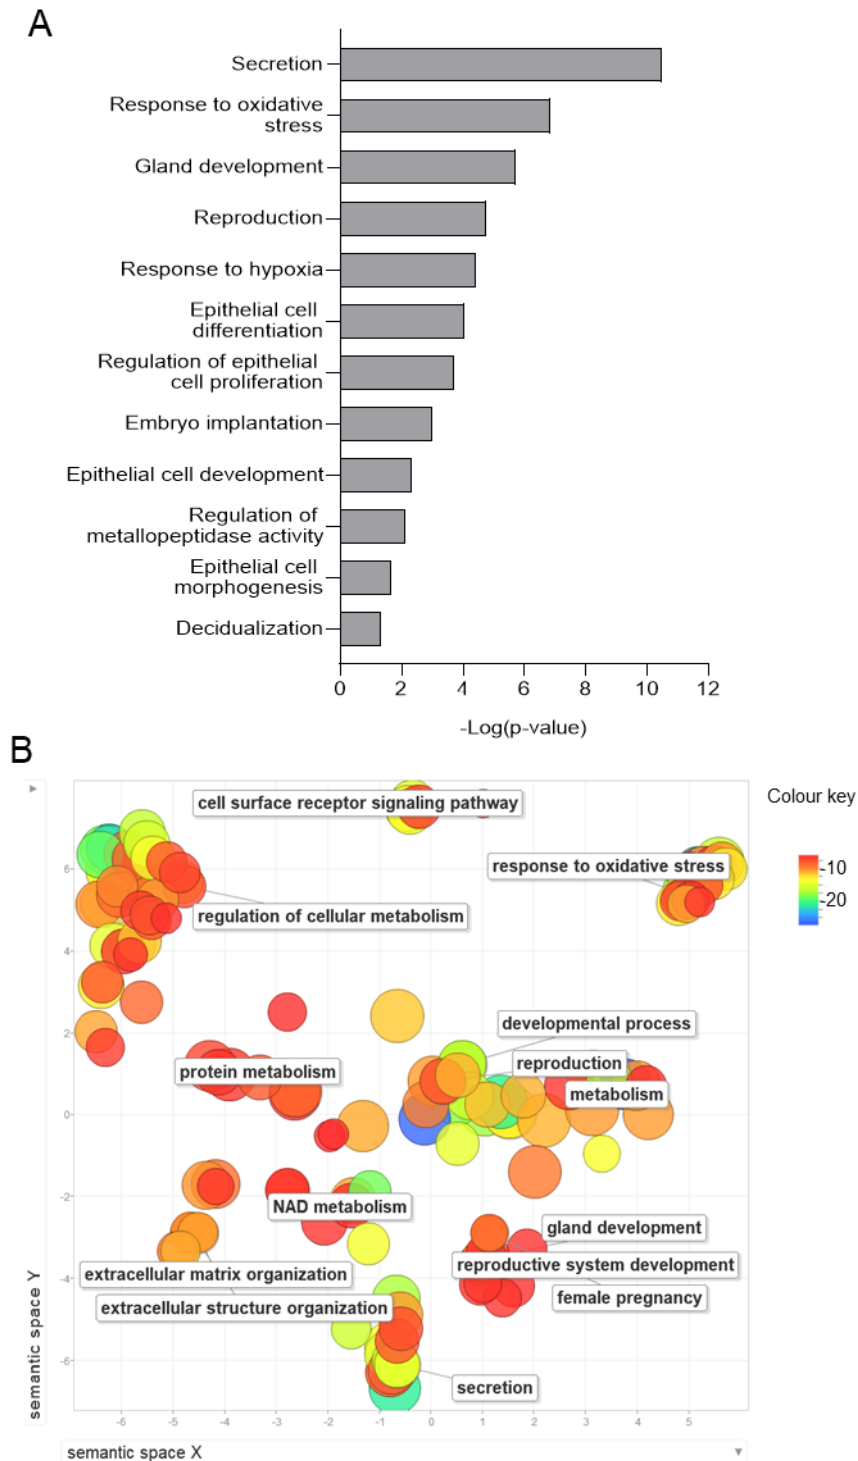 A
Secretion
Response to oxidative
stress
Gland development
Reproduction
Response to hypoxia
Epithelial cell
differentiation
Regulation of epithelial
cell proliferation
Embryo implantation
Epithelial cell development
Regulation of
metallopeptidase activity
Epithelial cell
morphogenesis
Decidualization
0 2 4 6 8 10 12
-Log(p-value)
B
Colour key
-10
-20
cell surface receptor signaling pathway
response to oxidative stress
regulation of cellular metabolism
developmental process
reproduction
protein metabolism
metabolism
NAD metabolism
gland development
extracellular matrix organization
reproductive system development
extracellular structure organization
female pregnancy
secretion
6
4
2
0
-2
-4
-6
semantic space Y
-6 -5 -4 -3 -2 -1 0 1 2 3 4 5
semantic space X